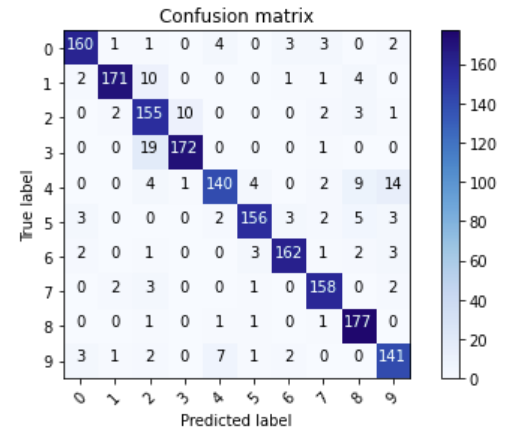 Confusion matrix
0 160 1 1 0 4 0 3 3 0 2
1 2 171 10 0 0 0 1 1 4 0
2 0 2 155 10 0 0 0 2 3 1
3 0 0 19 172 0 0 0 1 0 0
4 0 0 4 1 140 4 0 2 9 14
5 3 0 0 0 2 156 3 2 5 3
6 2 0 1 0 0 3 162 1 2 3
7 0 2 3 0 0 1 0 158 0 2
8 0 0 1 0 1 1 0 1 177 0
9 3 1 2 0 7 1 2 0 0 141
0 1 2 3 4 5 6 7 8 9
Predicted label
True label
160
140
120
100
80
60
40
20
0